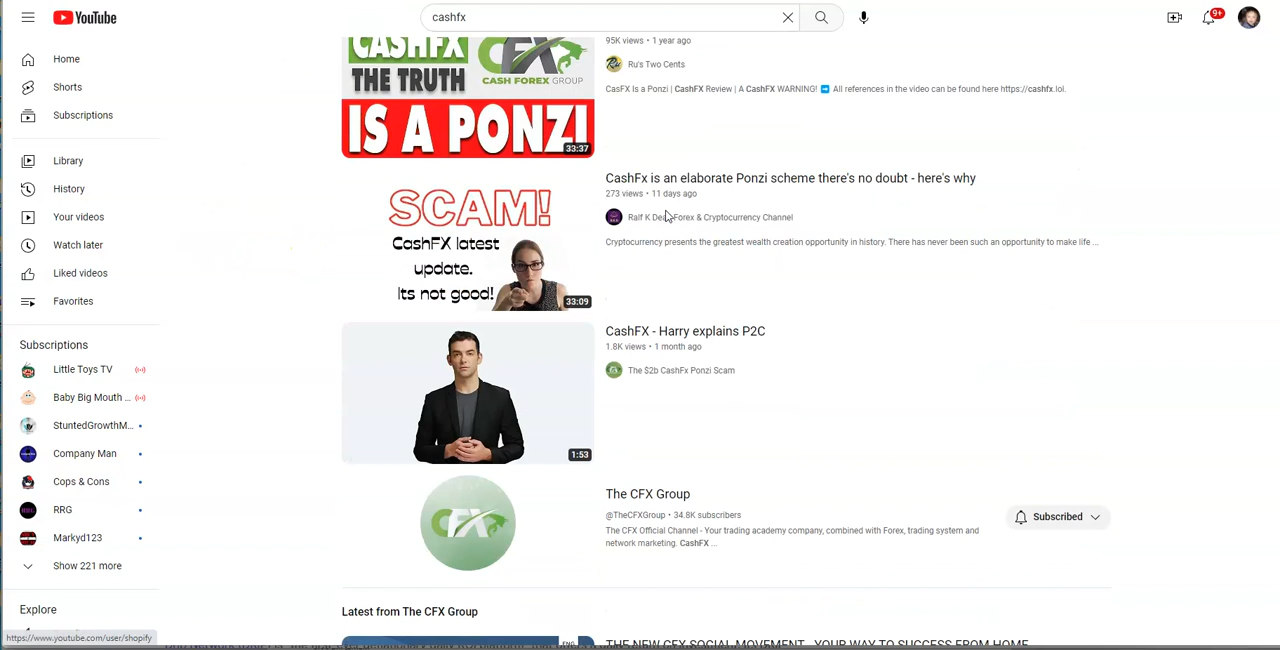 YouTube
cashfx
9+
Home
Shorts
Subscriptions
Library
History
Your videos
Watch later
Liked videos
Favorites
Subscriptions
Little Toys TV
Baby Big Mouth ...
StuntedGrowthM...
Company Man
Cops & Cons
RRG
Markyd123
Show 221 more
Explore
https://www.youtube.com/user/shopify
CASHFX
THE TRUTH
CFX
CASH FOREX GROUP
IS A PONZI
33:37
95K views • 1 year ago
Ru's Two Cents
CasFX Is a Ponzi | CashFX Review | A CashFX WARNING! ➡ All references in the video can be found here https://cashfx.lol.
SCAM!
CashFX latest
update.
Its not good!
33:09
CashFx is an elaborate Ponzi scheme there's no doubt - here's why
273 views • 11 days ago
Ralf K Dea Forex & Cryptocurrency Channel
Cryptocurrency presents the greatest wealth creation opportunity in history. There has never been such an opportunity to make life ...
1:53
CashFX - Harry explains P2C
1.8K views • 1 month ago
The $2b CashFx Ponzi Scam
CFX
The CFX Group
@TheCFXGroup • 34.8K subscribers
The CFX Official Channel - Your trading academy company, combined with Forex, trading system and
network marketing. CashFX ...
Subscribed
Latest from The CFX Group
ENG
THE NEW CFX SOCIAL MOVEMENT - YOUR WAY TO SUCCESS FROM HOME